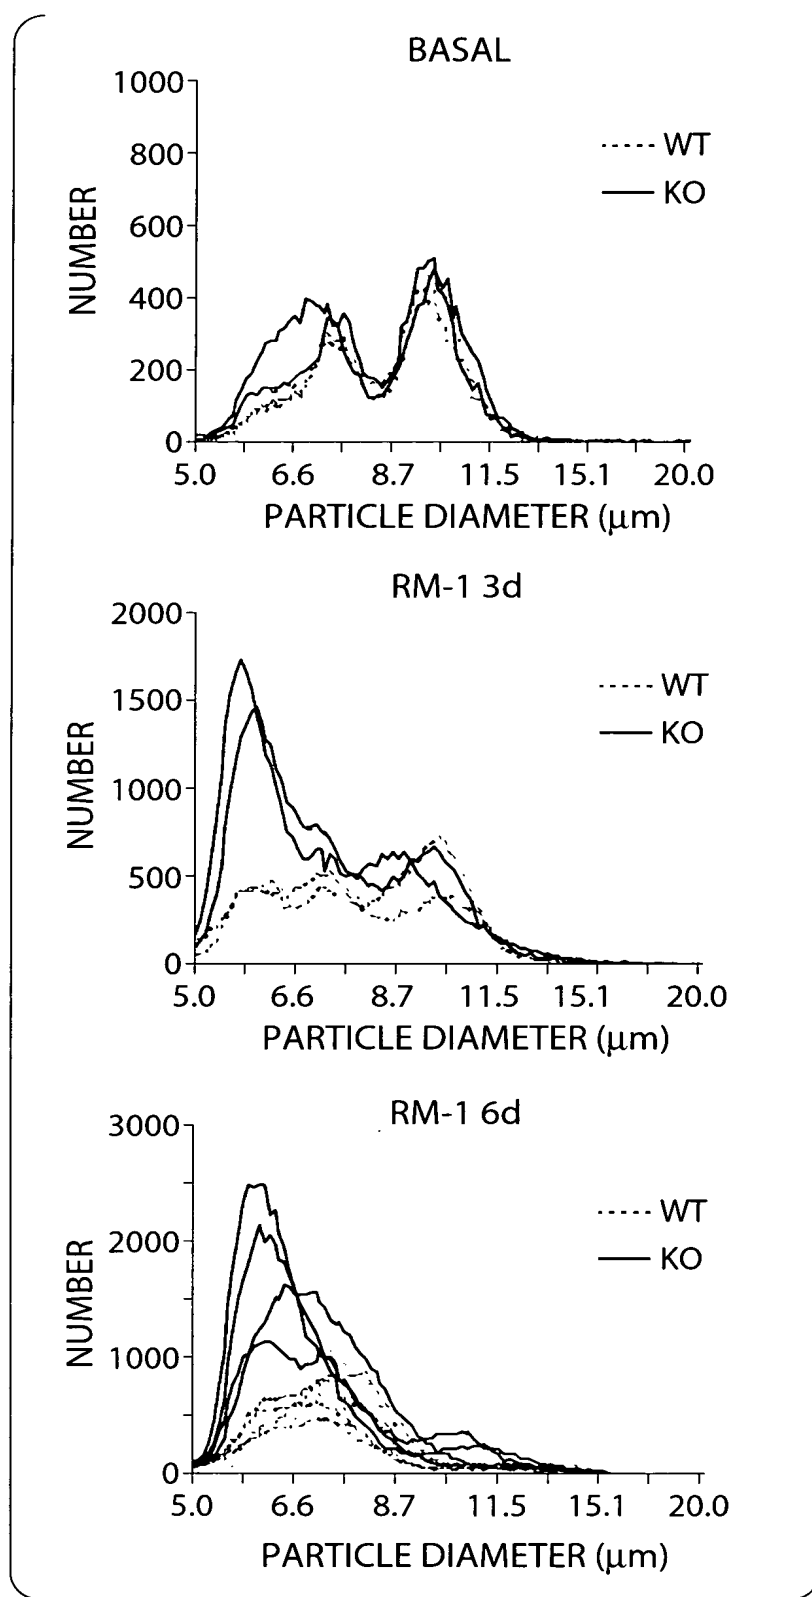 BASAL
1000
800
600
400
200
0
NUMBER
WT
KO
5.0 6.6 8.7 11.5 15.1 20.0
PARTICLE DIAMETER (μm)
RM-1 3d
2000
1500
1000
500
0
NUMBER
WT
KO
5.0 6.6 8.7 11.5 15.1 20.0
PARTICLE DIAMETER (μm)
RM-1 6d
3000
2000
1000
0
NUMBER
WT
KO
5.0 6.6 8.7 11.5 15.1 20.0
PARTICLE DIAMETER (μm)